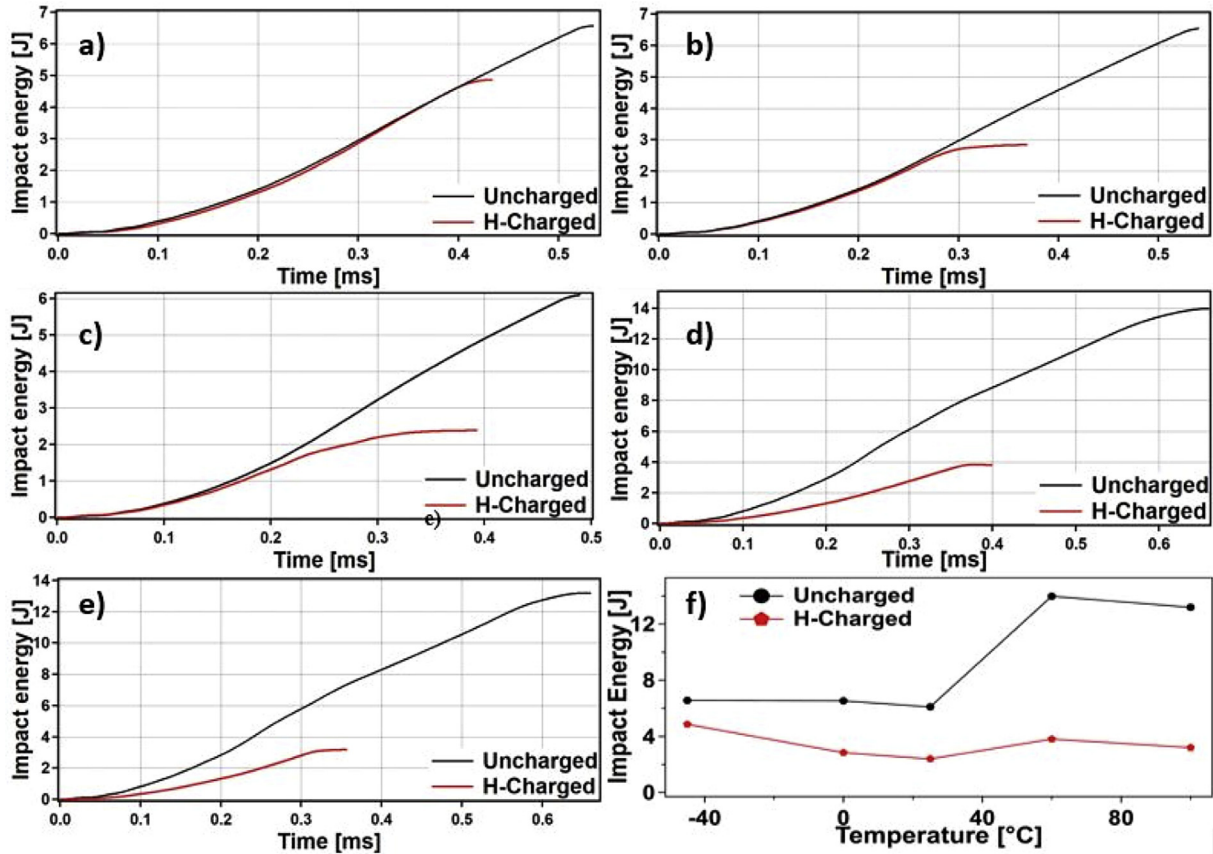 a)
Impact energy [J]
7
6
5
4
3
2
1
0
Uncharged
H-Charged
0.0 0.1 0.2 0.3 0.4 0.5
Time [ms]
b)
Impact energy [J]
7
6
5
4
3
2
1
0
Uncharged
H-Charged
0.0 0.1 0.2 0.3 0.4 0.5
Time [ms]
c)
Impact energy [J]
6
5
4
3
2
1
0
Uncharged
H-Charged
e)
0.0 0.1 0.2 0.3 0.4 0.5
Time [ms]
d)
Impact energy [J]
14
12
10
8
6
4
2
0
Uncharged
H-Charged
0.0 0.1 0.2 0.3 0.4 0.5 0.6
Time [ms]
e)
Impact energy [J]
14
12
10
8
6
4
2
0
Uncharged
H-Charged
0.0 0.1 0.2 0.3 0.4 0.5 0.6
Time [ms]
f)
Uncharged
H-Charged
Impact Energy [J]
12
8
4
0
-40 0 40 80
Temperature [°C]